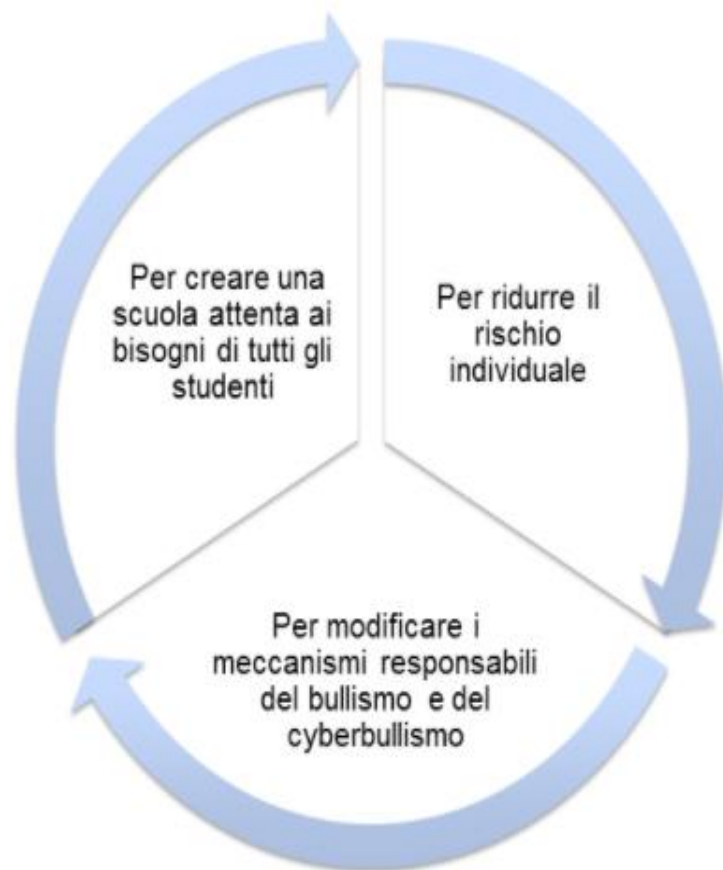 Per creare una
scuola attenta ai
bisogni di tutti gli
studenti
Per ridurre il
rischio
individuale
Per modificare i
meccanismi responsabili
del bullismo e del
cyberbullismo